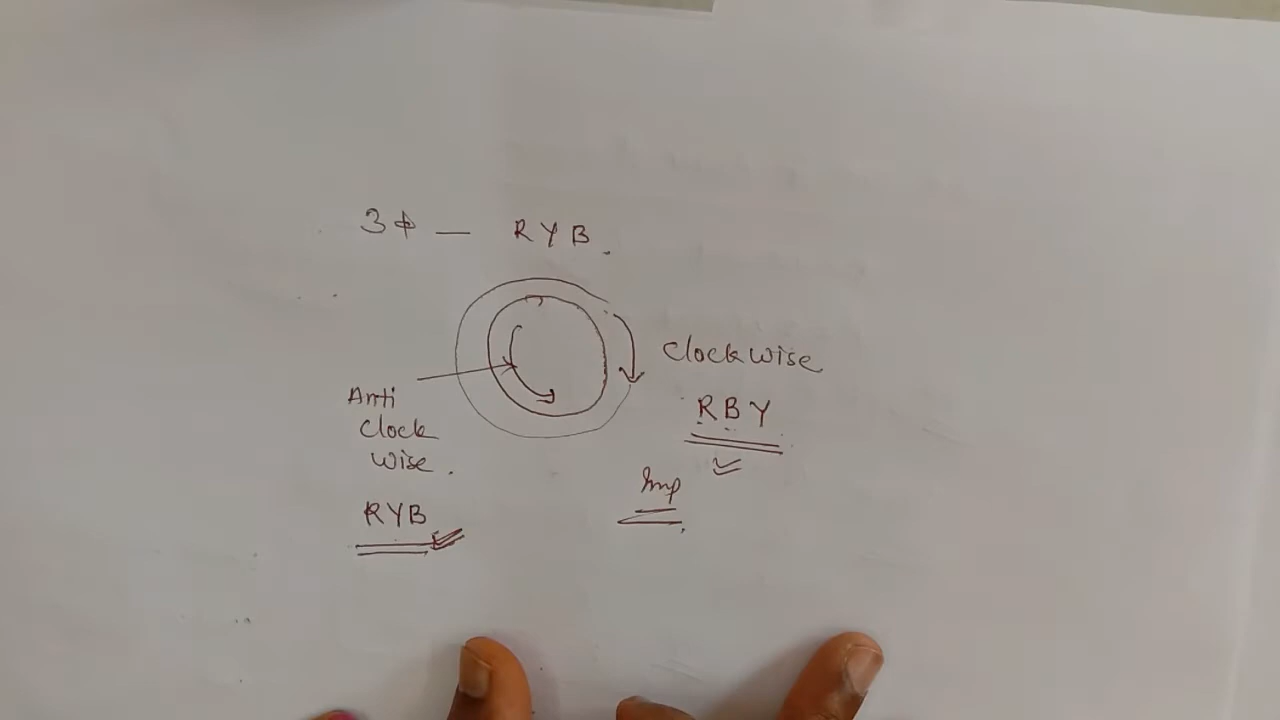 3ϕ — RYB.
Clockwise
RBY
Anti
Clock
wise.
RYB
Imp